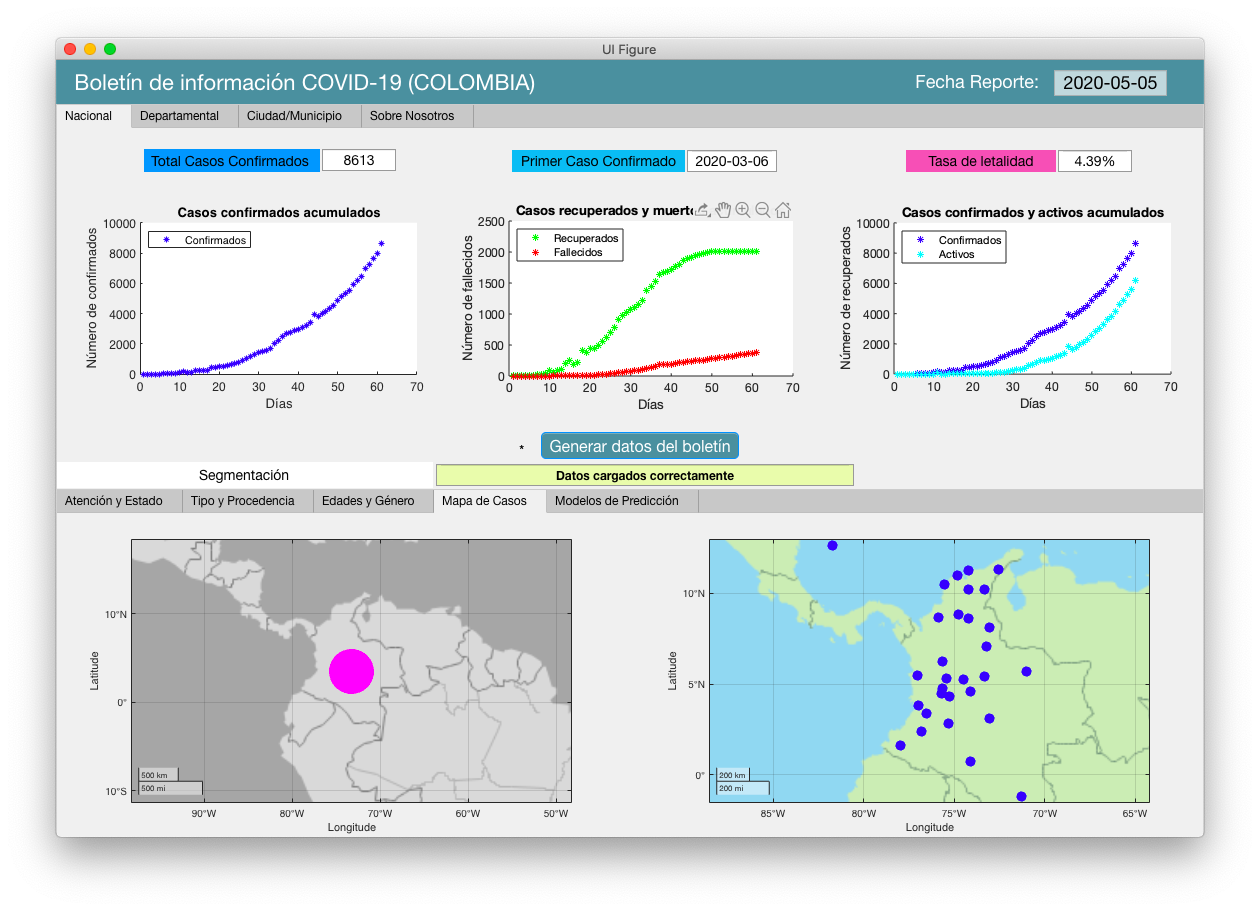 UI Figure
Boletín de información COVID-19 (COLOMBIA)
Fecha Reporte: 2020-05-05
Nacional Departamental Ciudad/Municipio Sobre Nosotros
Total Casos Confirmados 8613
Primer Caso Confirmado 2020-03-06
Tasa de letalidad 4.39%
Casos confirmados acumulados
Número de confirmados
10000
8000
6000
4000
2000
0
Confirmados
0 10 20 30 40 50 60 70
Días
Casos recuperados y
Número de fallecidos
2500
2000
1500
1000
500
0
Recuperados
Fallecidos
0 10 20 30 40 50 60 70
Días
Casos confirmados y activos acumulados
Número de recuperados
10000
8000
6000
4000
2000
0
Confirmados
Activos
0 10 20 30 40 50 60 70
Días
* Generar datos del boletín
Segmentación
Datos cargados correctamente
Atención y Estado Tipo y Procedencia Edades y Género Mapa de Casos Modelos de Predicción
Latitude
10°N
0°
10°S
500 km
500 mi
90°W 80°W 70°W 60°W 50°W
Longitude
Latitude
10°N
5°N
0°
200 km
200 mi
85°W 80°W 75°W 70°W 65°W
Longitude